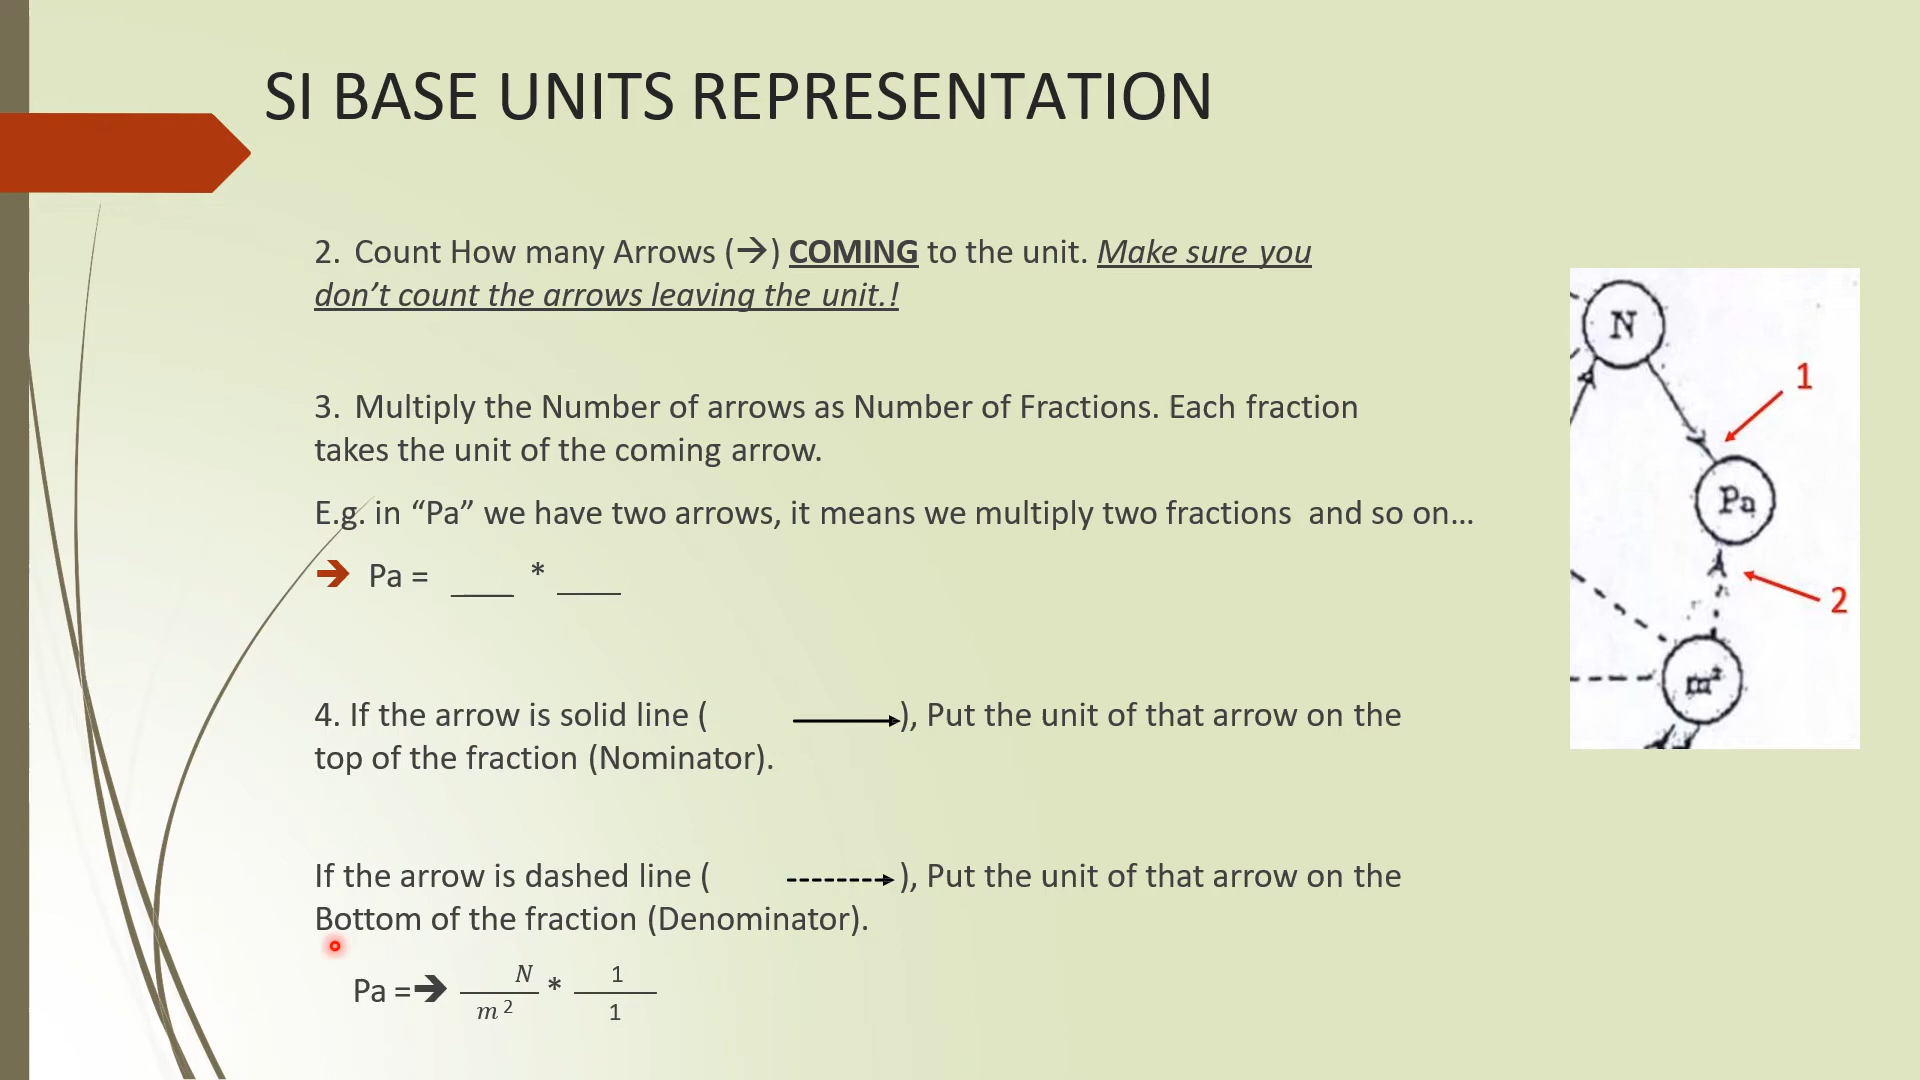 SI BASE UNITS REPRESENTATION
2. Count How many Arrows (→) COMING to the unit. Make sure you
don’t count the arrows leaving the unit.!
3. Multiply the Number of arrows as Number of Fractions. Each fraction
takes the unit of the coming arrow.
E.g. in “Pa” we have two arrows, it means we multiply two fractions and so on...
➔ Pa = ____ * ____
4. If the arrow is solid line ( ), Put the unit of that arrow on the
top of the fraction (Nominator).
If the arrow is dashed line ( ), Put the unit of that arrow on the
Bottom of the fraction (Denominator).
Pa =➔ N/m² * 1/1
N
1
Pa
2
m²